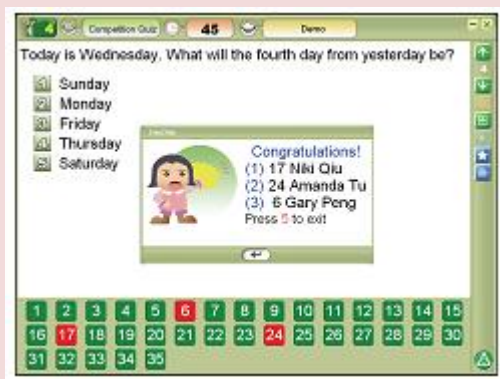 4 Competition Quiz 45 Demo
Today is Wednesday. What will the fourth day from yesterday be?
Sunday
Monday
Friday
Thursday
Saturday
Congratulations!
(1) 17 Niki Qiu
(2) 24 Amanda Tu
(3) 6 Gary Peng
Press 5 to exit
1 2 3 4 5 6 7 8 9 10 11 12 13 14 15
16 17 18 19 20 21 22 23 24 25 26 27 28 29 30
31 32 33 34 35